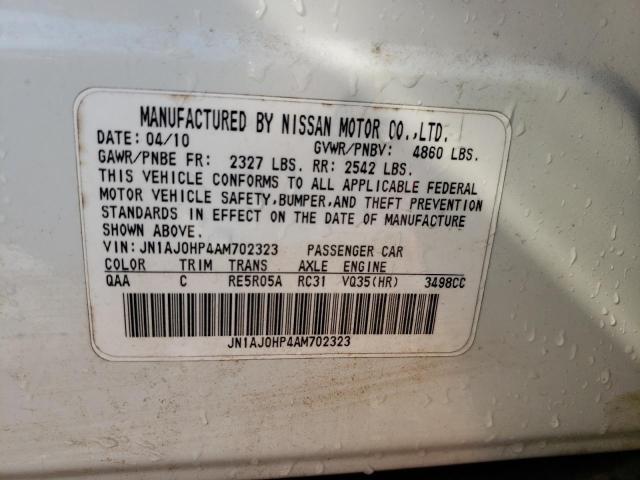 MANUFACTURED BY NISSAN MOTOR CO.,LTD.
DATE: 04/10 GVWR/PNBV: 4860 LBS.
GAWR/PNBE FR: 2327 LBS. RR: 2542 LBS.
THIS VEHICLE CONFORMS TO ALL APPLICABLE FEDERAL
MOTOR VEHICLE SAFETY,BUMPER,AND THEFT PREVENTION
STANDARDS IN EFFECT ON THE DATE OF MANUFACTURE
SHOWN ABOVE.
VIN: JN1AJ0HP4AM702323 PASSENGER CAR
COLOR TRIM TRANS AXLE ENGINE
QAA C RE5R05A RC31 VQ35(HR) 3498CC
JN1AJ0HP4AM702323